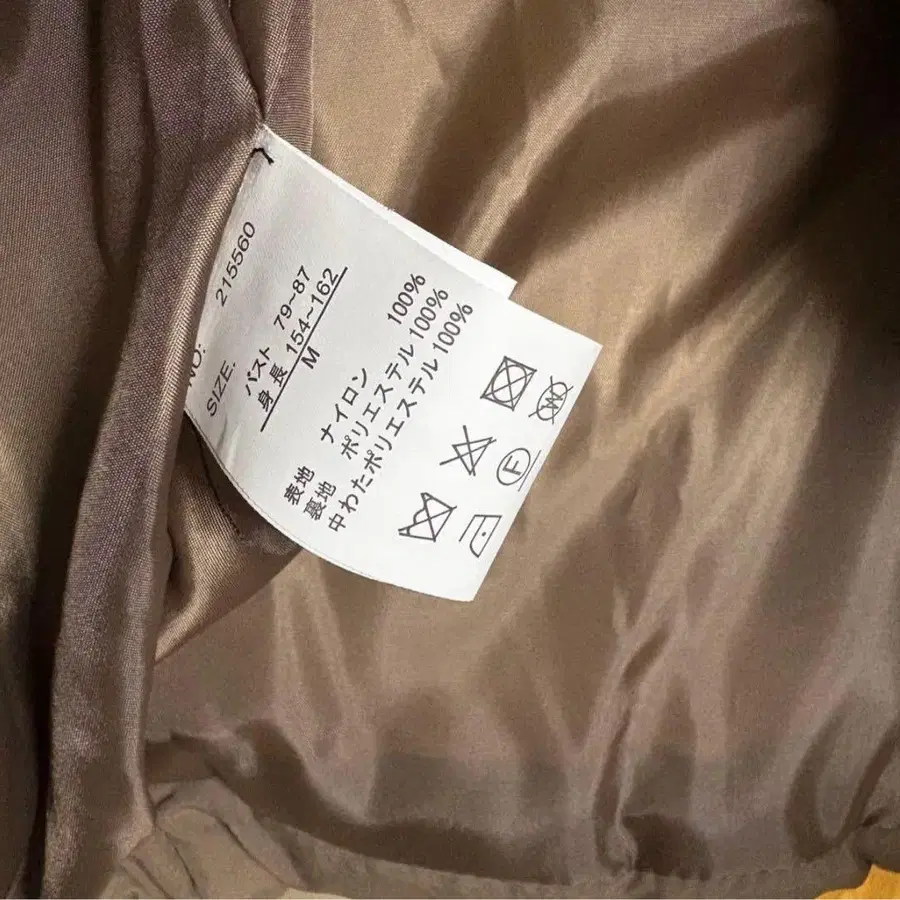 NO: 215560
SIZE.
バスト 79~87
身長 154~162
M
表地 ナイロン 100%
裏地 ポリエステル 100%
中わた ポリエステル 100%
F
W